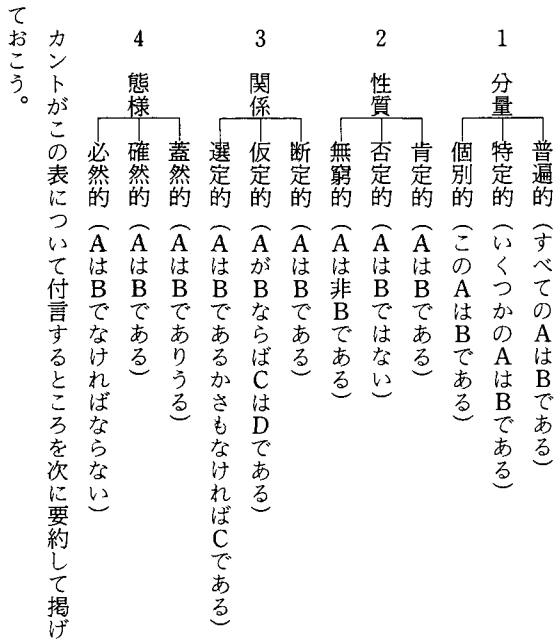 1 分量
普遍的(すべてのAはBである)
特定的(いくつかのAはBである)
個別的(このAはBである)
2 性質
肯定的(AはBである)
否定的(AはBではない)
無窮的(Aは非Bである)
3 関係
断定的(AはBである)
仮定的(AがBならばCはDである)
選定的(AはBであるかさもなければCである)
4 態様
蓋然的(AはBでありうる)
確然的(AはBである)
必然的(AはBでなければならない)
カントがこの表について付言するところを次に要約して掲げ
ておこう。